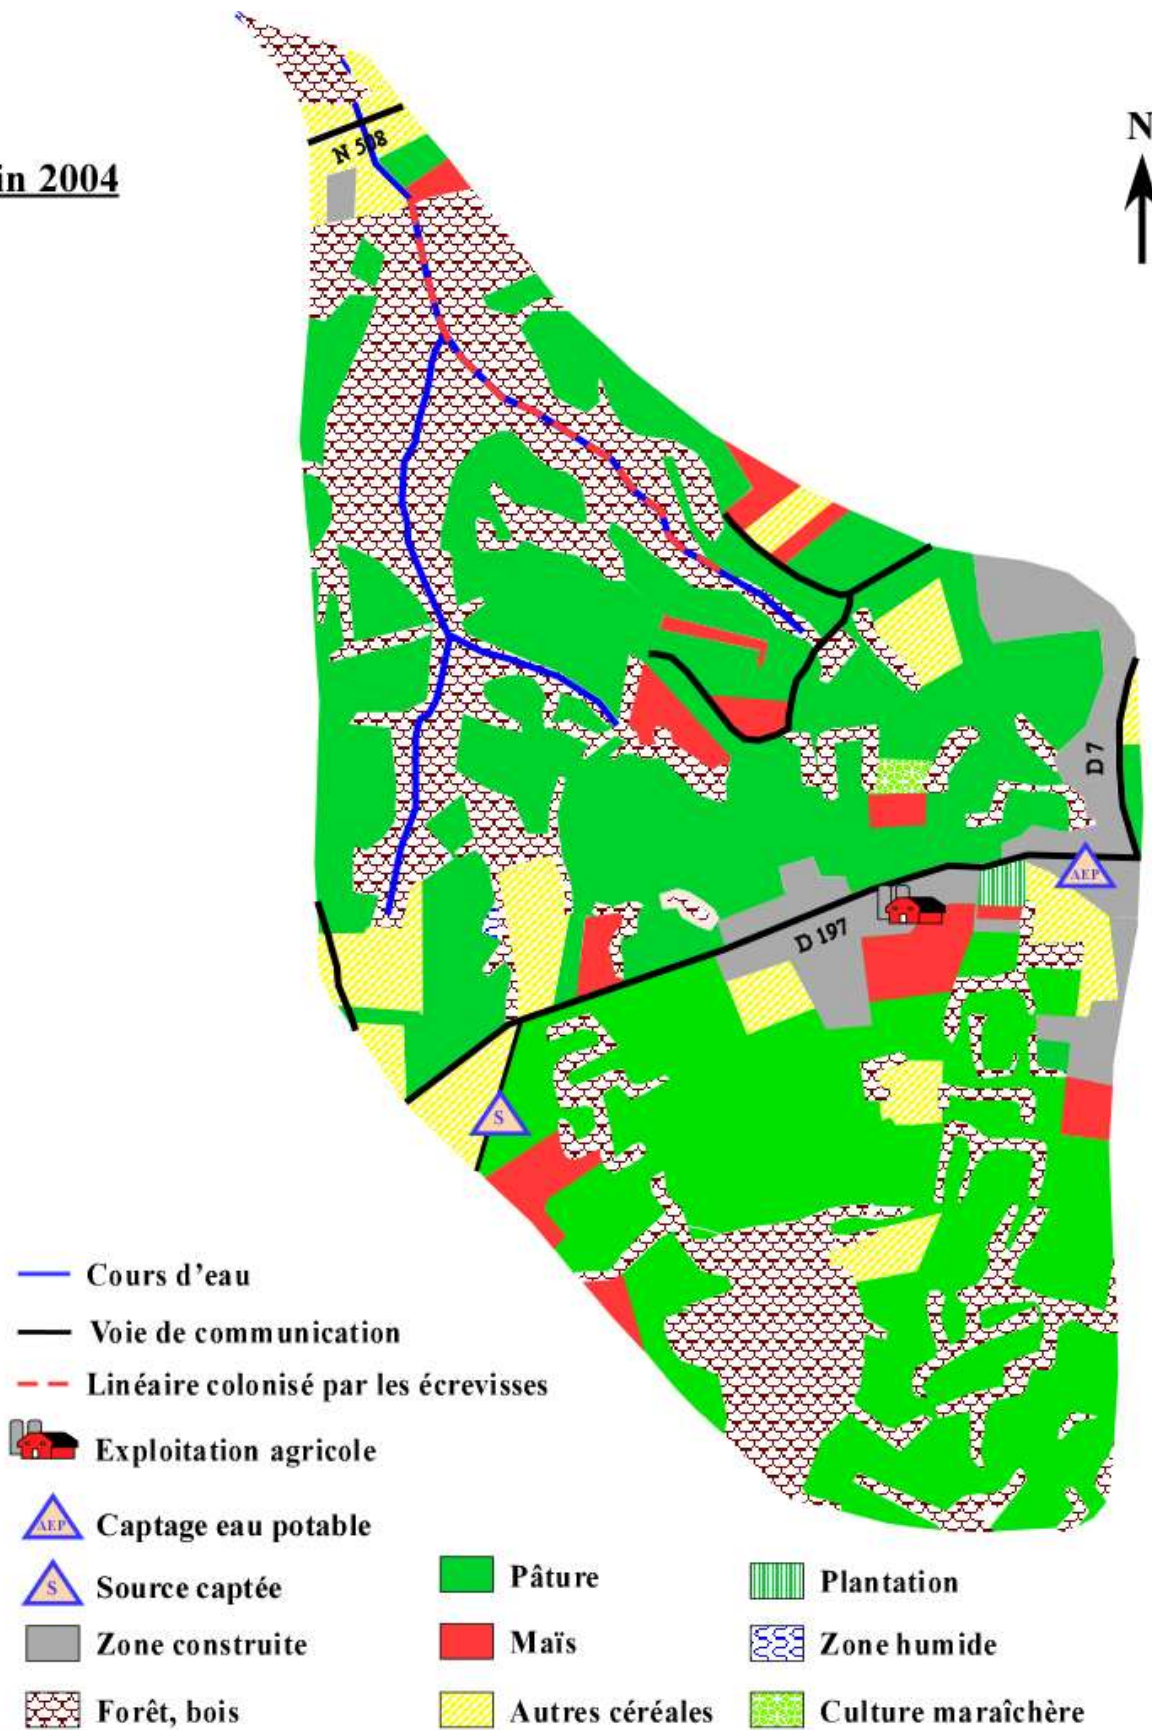 N
in 2004
N 508
D 7
AEP
D 197
S
Cours d'eau
Voie de communication
Linéaire colonisé par les écrevisses
Exploitation agricole
AEP Captage eau potable
S Source captée
Zone construite
Forêt, bois
Pâture
Maïs
Autres céréales
Plantation
Zone humide
Culture maraîchère